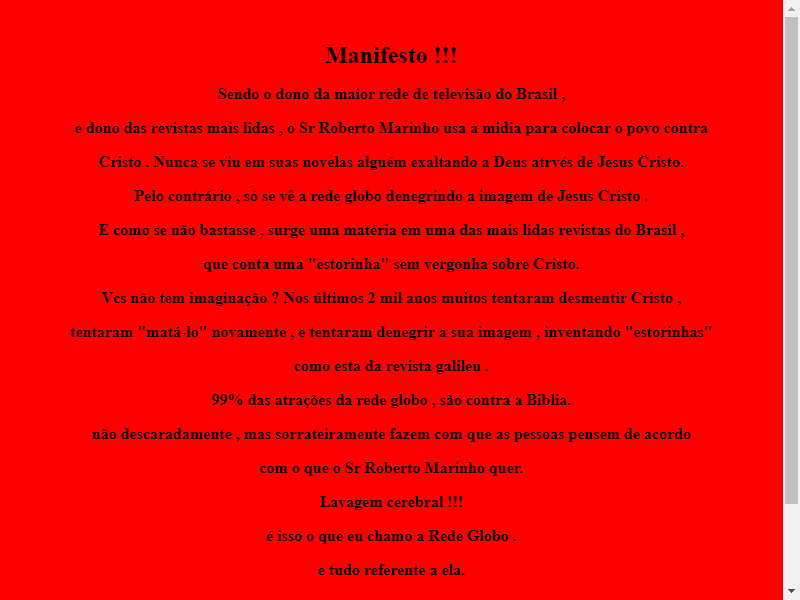 Manifesto !!!
Sendo o dono da maior rede de televisão do Brasil ,
e dono das revistas mais lidas , o Sr Roberto Marinho usa a midia para colocar o povo contra
Cristo . Nunca se viu em suas novelas alguém exaltando a Deus atrvés de Jesus Cristo.
Pelo contrário , só se vê a rede globo denegrindo a imagem de Jesus Cristo .
E como se não bastasse , surge uma matéria em uma das mais lidas revistas do Brasil ,
que conta uma "estorinha" sem vergonha sobre Cristo.
Vcs não tem imaginação ? Nos últimos 2 mil anos muitos tentaram desmentir Cristo ,
tentaram "matá-lo" novamente , e tentaram denegrir a sua imagem , inventando "estorinhas"
como esta da revista galileu .
99% das atrações da rede globo , são contra a Biblia.
não descaradamente , mas sorrateiramente fazem com que as pessoas pensem de acordo
com o que o Sr Roberto Marinho quer.
Lavagem cerebral !!!
é isso o que eu chamo a Rede Globo .
e tudo referente a ela.